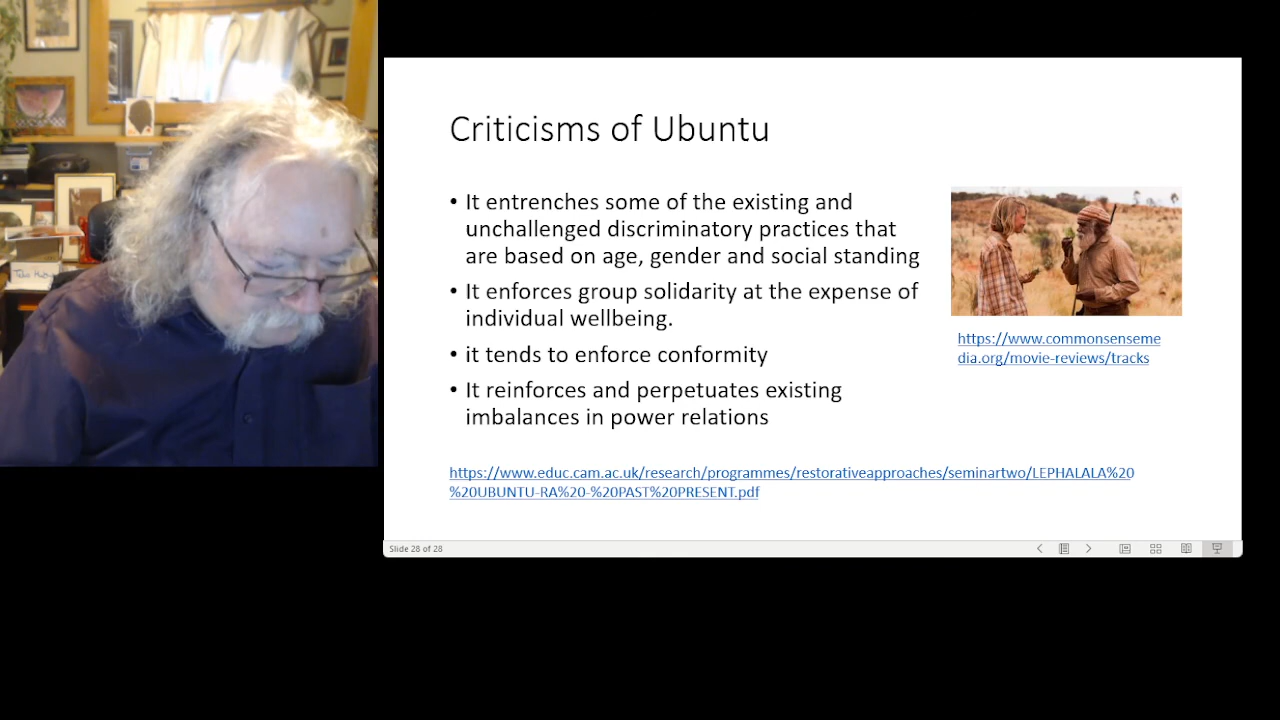 Criticisms of Ubuntu
• It entrenches some of the existing and
unchallenged discriminatory practices that
are based on age, gender and social standing
• It enforces group solidarity at the expense of
individual wellbeing.
• it tends to enforce conformity
• It reinforces and perpetuates existing
imbalances in power relations
https://www.commonsenseme
dia.org/movie-reviews/tracks
https://www.educ.cam.ac.uk/research/programmes/restorativeapproaches/seminartwo/LEPHALALA%20
%20UBUNTU-RA%20-%20PAST%20PRESENT.pdf
Slide 28 of 28